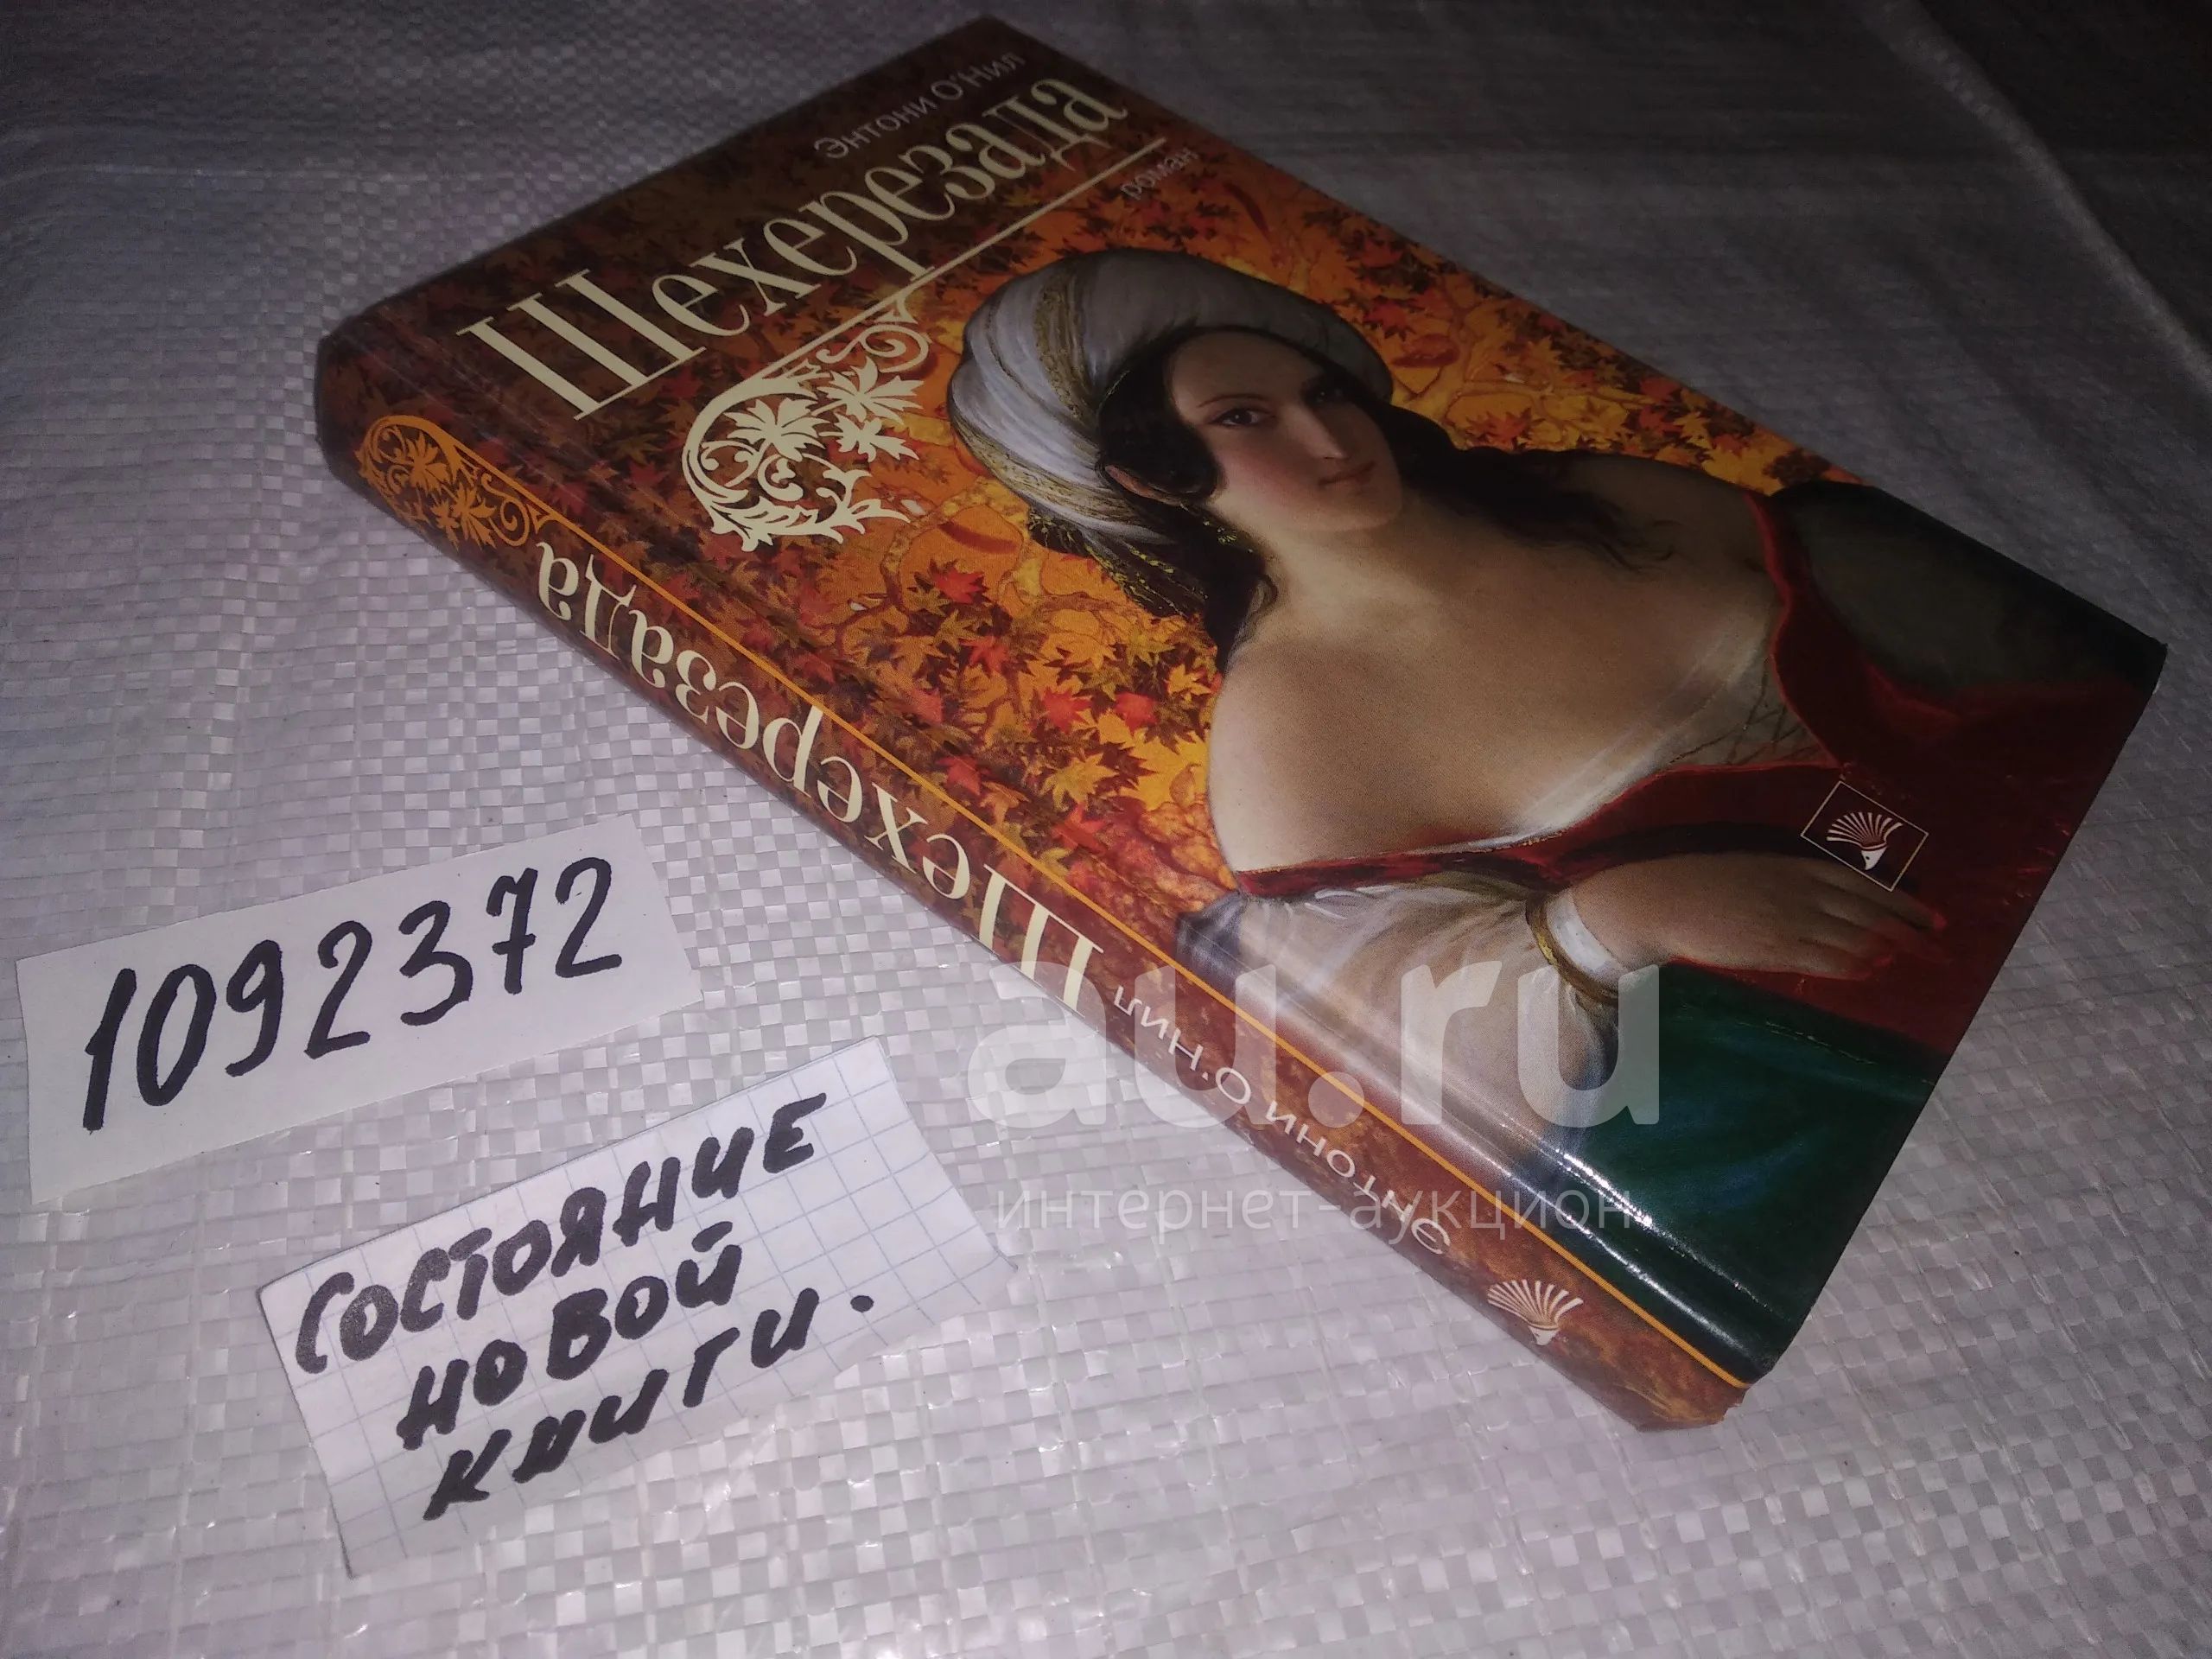 Энтони О'Нил
Шехерезада
роман
Шехерезада
Энтони О'Нил
1092372
СОСТОЯНИЕ
НОВОЙ
КНИГИ.
au.ru
интернет-аукцион